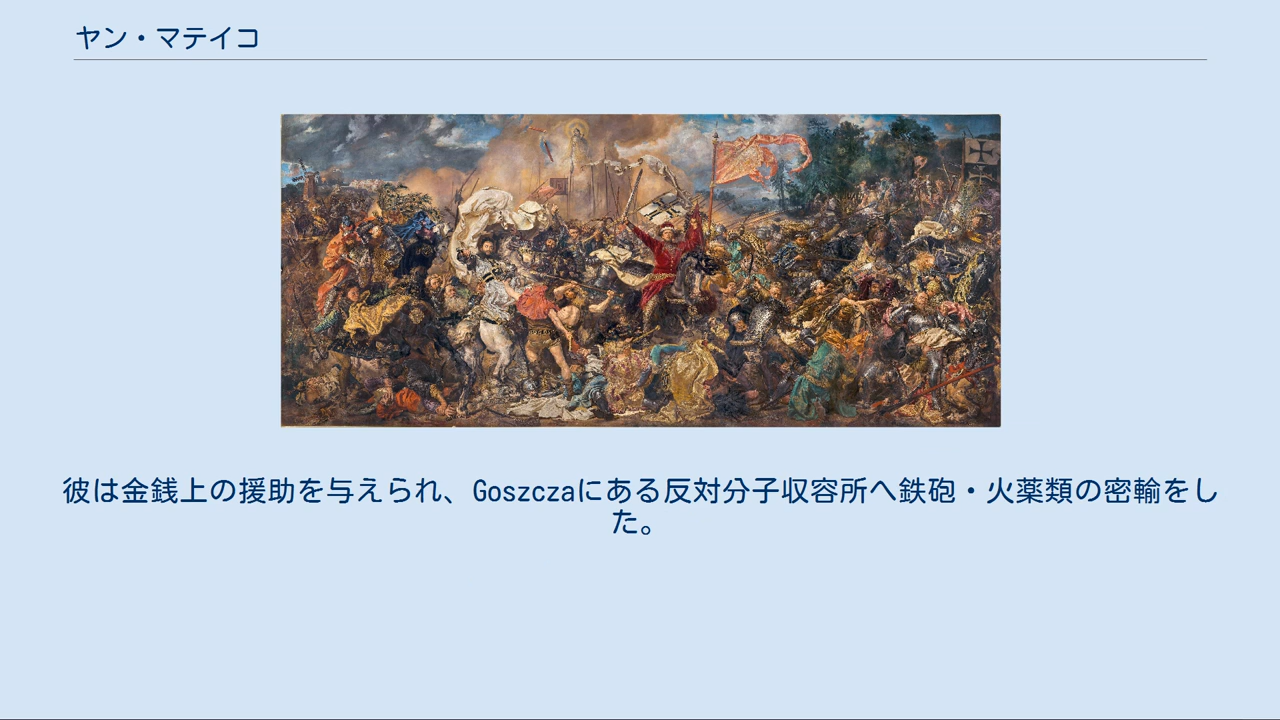 ヤン・マテイコ
彼は金銭上の援助を与えられ、Goszczaにある反対分子収容所へ鉄砲・火薬類の密輸をし
た。